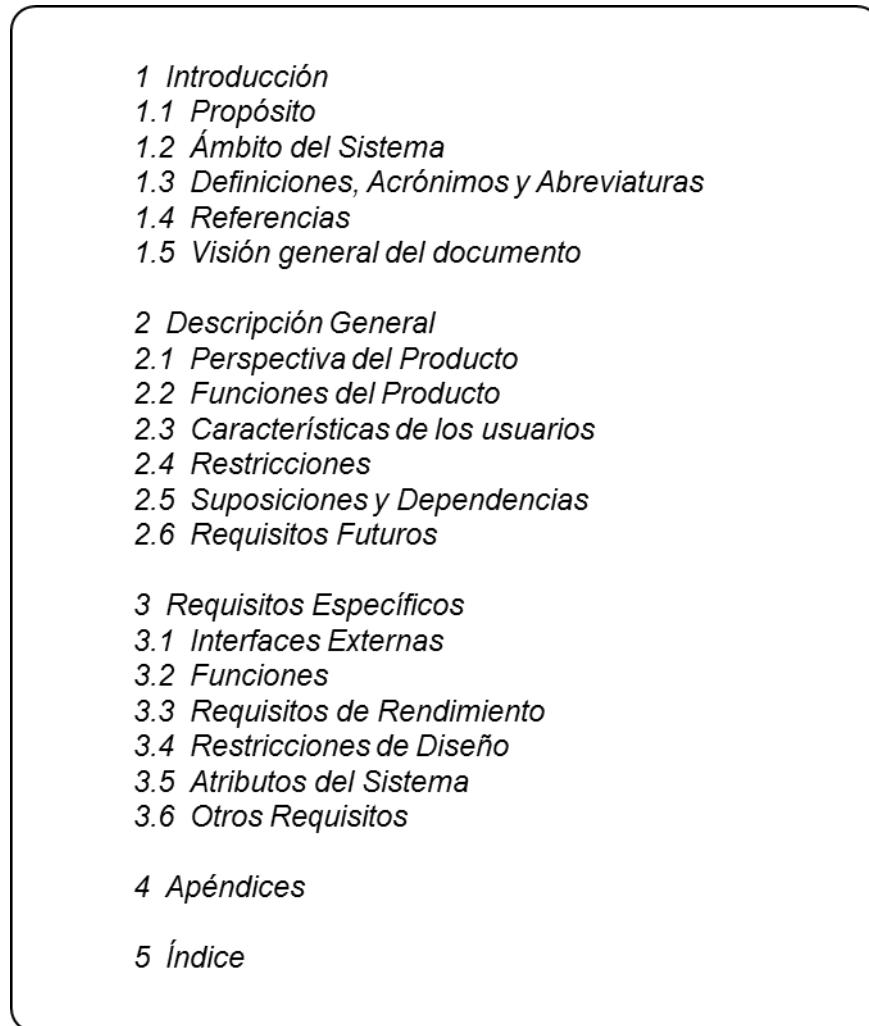 1 Introducción
1.1 Propósito
1.2 Ámbito del Sistema
1.3 Definiciones, Acrónimos y Abreviaturas
1.4 Referencias
1.5 Visión general del documento
2 Descripción General
2.1 Perspectiva del Producto
2.2 Funciones del Producto
2.3 Características de los usuarios
2.4 Restricciones
2.5 Suposiciones y Dependencias
2.6 Requisitos Futuros
3 Requisitos Específicos
3.1 Interfaces Externas
3.2 Funciones
3.3 Requisitos de Rendimiento
3.4 Restricciones de Diseño
3.5 Atributos del Sistema
3.6 Otros Requisitos
4 Apéndices
5 Índice